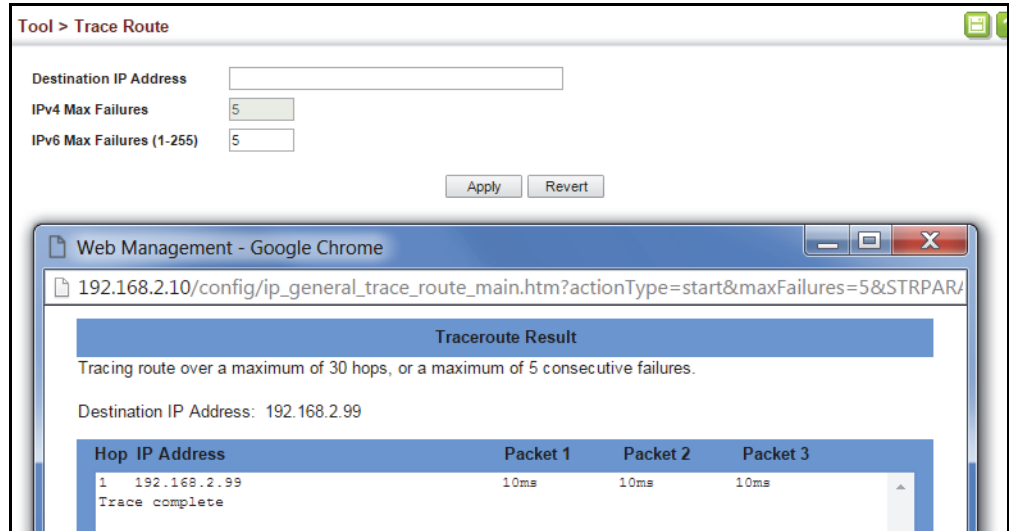 Tool > Trace Route
Destination IP Address
IPv4 Max Failures 5
IPv6 Max Failures (1-255) 5
Apply Revert
Web Management - Google Chrome
192.168.2.10/config/ip_general_trace_route_main.htm?actionType=start&maxFailures=5&STRPARA
Traceroute Result
Tracing route over a maximum of 30 hops, or a maximum of 5 consecutive failures.
Destination IP Address: 192.168.2.99
Hop IP Address Packet 1 Packet 2 Packet 3
1 192.168.2.99 10ms 10ms 10ms
Trace complete